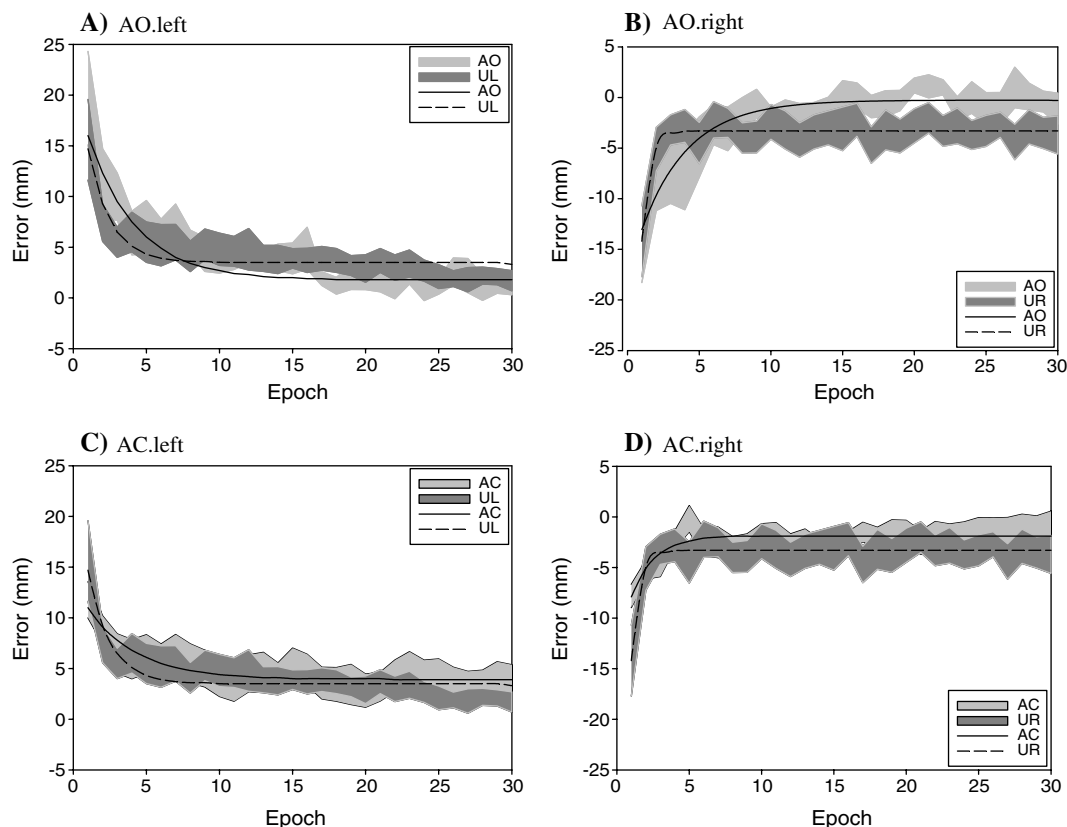 A) AO.left
25
20
15
10
5
0
-5
Error (mm)
0 5 10 15 20 25 30
Epoch
AO
UL
AO
UL
B) AO.right
5
0
-5
-10
-15
-20
-25
Error (mm)
0 5 10 15 20 25 30
Epoch
AO
UR
AO
UR
C) AC.left
25
20
15
10
5
0
-5
Error (mm)
0 5 10 15 20 25 30
Epoch
AC
UL
AC
UL
D) AC.right
5
0
-5
-10
-15
-20
-25
Error (mm)
0 5 10 15 20 25 30
Epoch
AC
UR
AC
UR